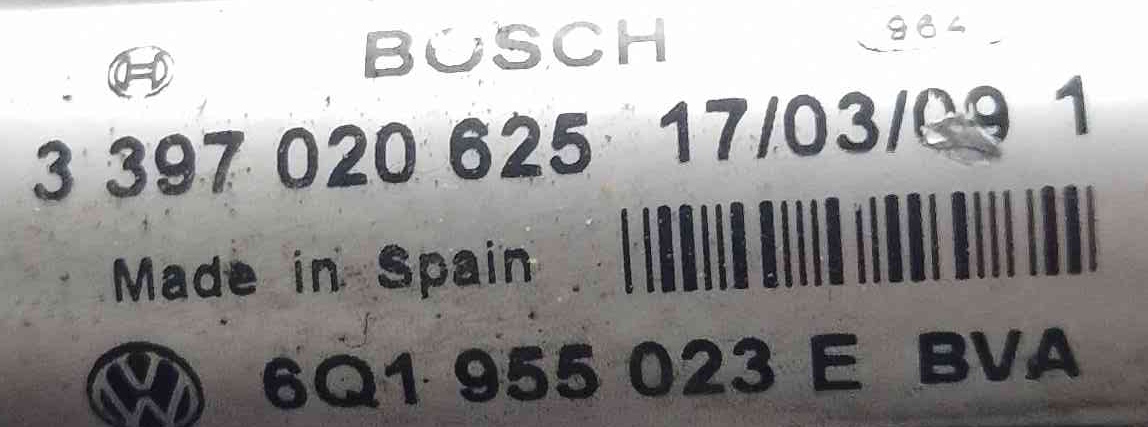 BOSCH 964
3 397 020 625 17/03/09 1
Made in Spain
6Q1 955 023 E BVA